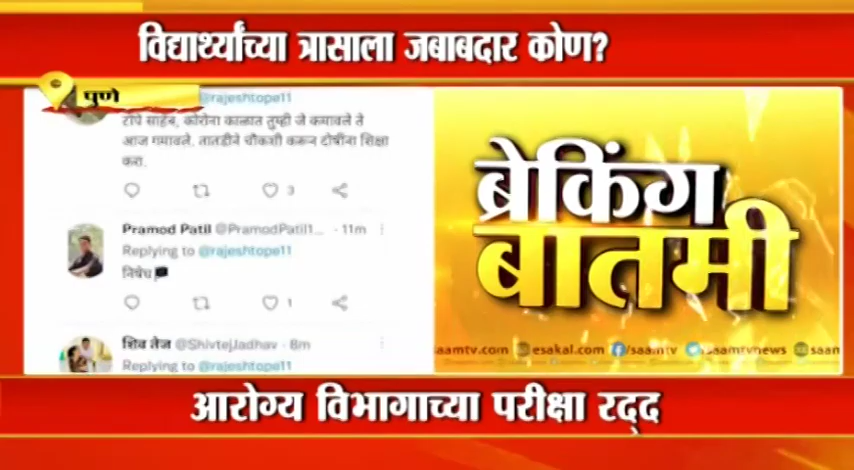 विद्यार्थ्यांच्या त्रासाला जबाबदार कोण?
पुणे
@rajeshtope11
टोपे साहेब, कोरोना काळात तुम्ही जे कमावले ते
आज गमावले. तातडीने चौकशी करून दोषींना शिक्षा
करा.
3
Pramod Patil @PramodPatil1... · 11m
Replying to @rajeshtope11
निषेध
1
शिव तेज @ShivtejJadhav · 8m
Replying to @rajeshtope11
ब्रेकिंग
बातमी
saamtv.com esakal.com /saamtv saamtvnews saam
आरोग्य विभागाच्या परीक्षा रद्द